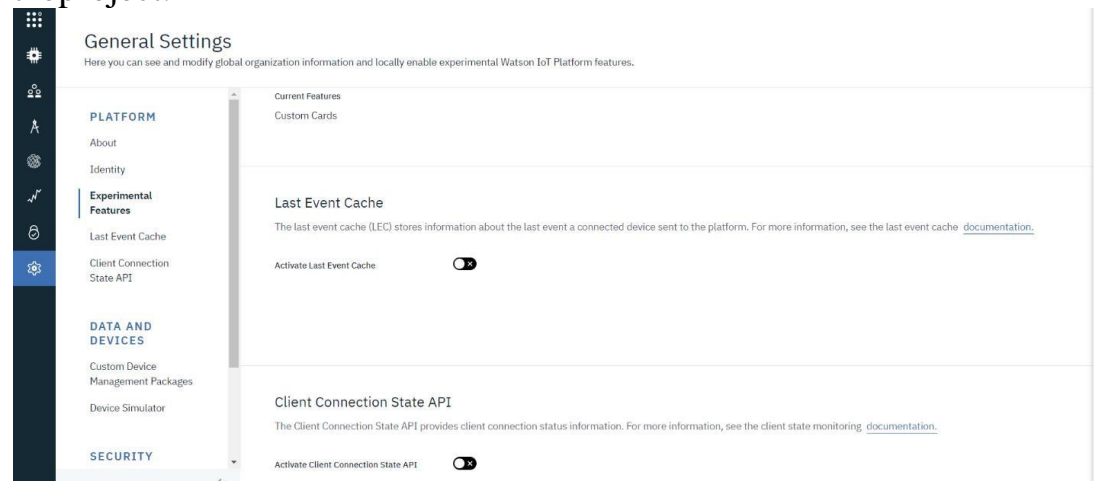 General Settings
Here you can see and modify global organization information and locally enable experimental Watson IoT Platform features.
PLATFORM
About
Identity
Experimental
Features
Last Event Cache
Client Connection
State API
DATA AND
DEVICES
Custom Device
Management Packages
Device Simulator
SECURITY
Current Features
Custom Cards
Last Event Cache
The last event cache (LEC) stores information about the last event a connected device sent to the platform. For more information, see the last event cache documentation.
Activate Last Event Cache
Client Connection State API
The Client Connection State API provides client connection status information. For more information, see the client state monitoring documentation.
Activate Client Connection State API